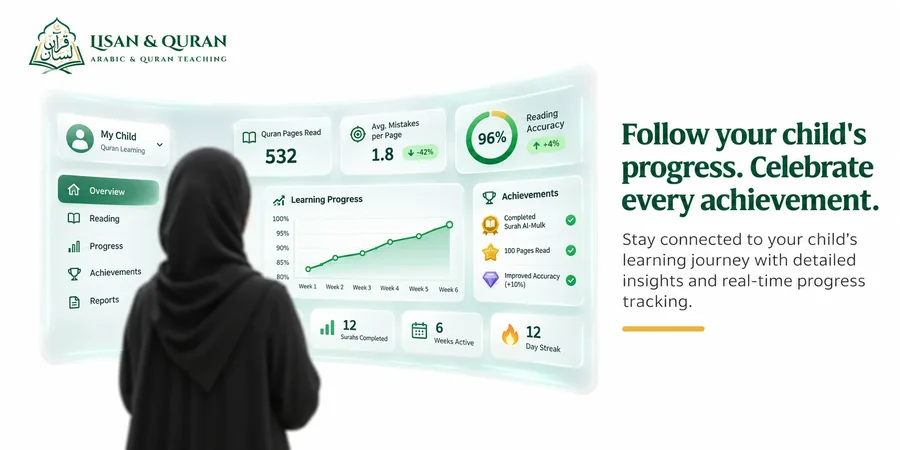 قرآن
لسان
LISAN & QURAN
ARABIC & QURAN TEACHING
My Child
Quran Learning
Overview
Reading
Progress
Achievements
Reports
Quran Pages Read
532
Avg. Mistakes
per Page
1.8
-42%
96%
Reading
Accuracy
+4%
Learning Progress
100%
95%
90%
85%
80%
Week 1
Week 2
Week 3
Week 4
Week 5
Week 6
Achievements
Completed
Surah Al-Mulk
100 Pages Read
Improved Accuracy
(+10%)
12
Surahs Completed
6
Weeks Active
12
Day Streak
Follow your child's
progress. Celebrate
every achievement.
Stay connected to your child's
learning journey with detailed
insights and real-time progress
tracking.